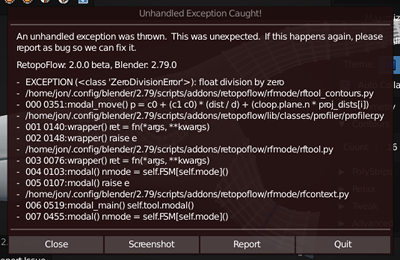 Unhandled Exception Caught!
An unhandled exception was thrown. This was unexpected. If this happens again, please
report as bug so we can fix it.
RetopoFlow: 2.0.0 beta, Blender: 2.79.0
- EXCEPTION (<class 'ZeroDivisionError'>): float division by zero
- /home/jon/.config/blender/2.79/scripts/addons/retopoflow/rfmode/rftool_contours.py
- 000 0351:modal_move() p = c0 + (c1 c0) * (dist / d) + (cloop.plane.n * proj_dists[i])
- /home/jon/.config/blender/2.79/scripts/addons/retopoflow/lib/classes/profiler/profiler.py
- 001 0140:wrapper() ret = fn(*args, **kwargs)
- 002 0148:wrapper() raise e
- /home/jon/.config/blender/2.79/scripts/addons/retopoflow/rfmode/rftool.py
- 003 0076:wrapper() ret = fn(*args, **kwargs)
- 004 0103:modal() nmode = self.FSM[self.mode]()
- 005 0107:modal() raise e
- /home/jon/.config/blender/2.79/scripts/addons/retopoflow/rfmode/rfcontext.py
- 006 0519:modal_main() self.tool.modal()
- 007 0455:modal() nmode = self.FSM[self.mode]()
Close Screenshot Report Quit